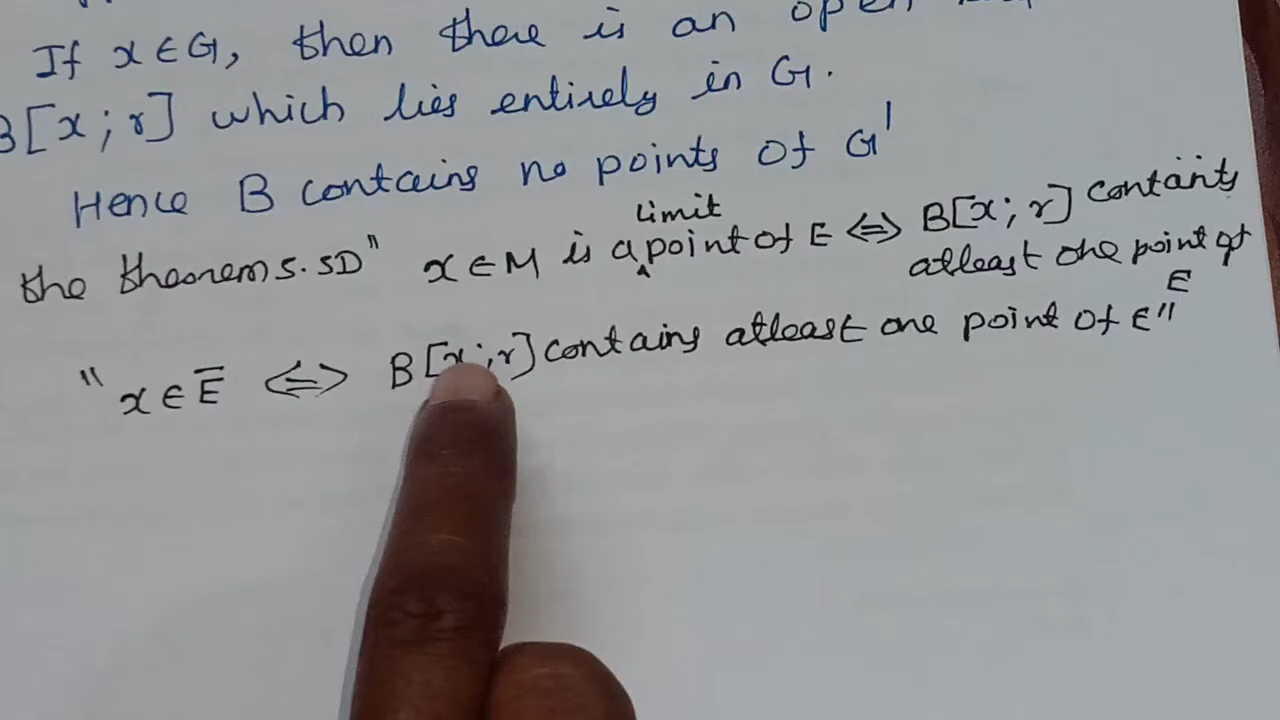 If x ∈ G, then there is an open
B[x ; r] which lies entirely in G.
Hence B contains no points of G'
the theorem 5.5D " x ∈ M is a limit point of E ⟺ B[x ; r] contains
atleast one point of
E
" x ∈ E̅ ⟺ B[x ; r] contains atleast one point of E"